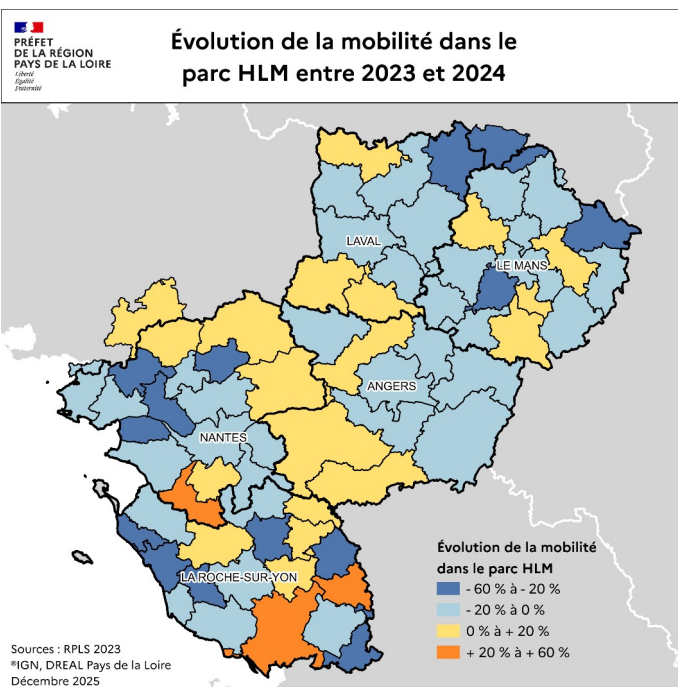 PRÉFET
DE LA RÉGION
PAYS DE LA LOIRE
Liberté
Égalité
Fraternité
Évolution de la mobilité dans le
parc HLM entre 2023 et 2024
LAVAL
LE MANS
ANGERS
NANTES
LA ROCHE-SUR-YON
Évolution de la mobilité
dans le parc HLM
- 60 % à - 20 %
- 20 % à 0 %
0 % à + 20 %
+ 20 % à + 60 %
Sources : RPLS 2023
®IGN, DREAL Pays de la Loire
Décembre 2025